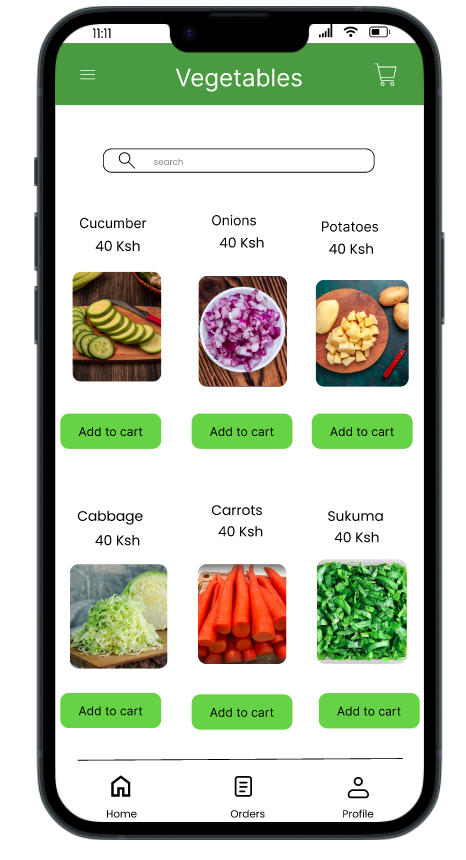 11:11
Vegetables
search
Cucumber
40 Ksh
Onions
40 Ksh
Potatoes
40 Ksh
Add to cart
Add to cart
Add to cart
Cabbage
40 Ksh
Carrots
40 Ksh
Sukuma
40 Ksh
Add to cart
Add to cart
Add to cart
Home
Orders
Profile